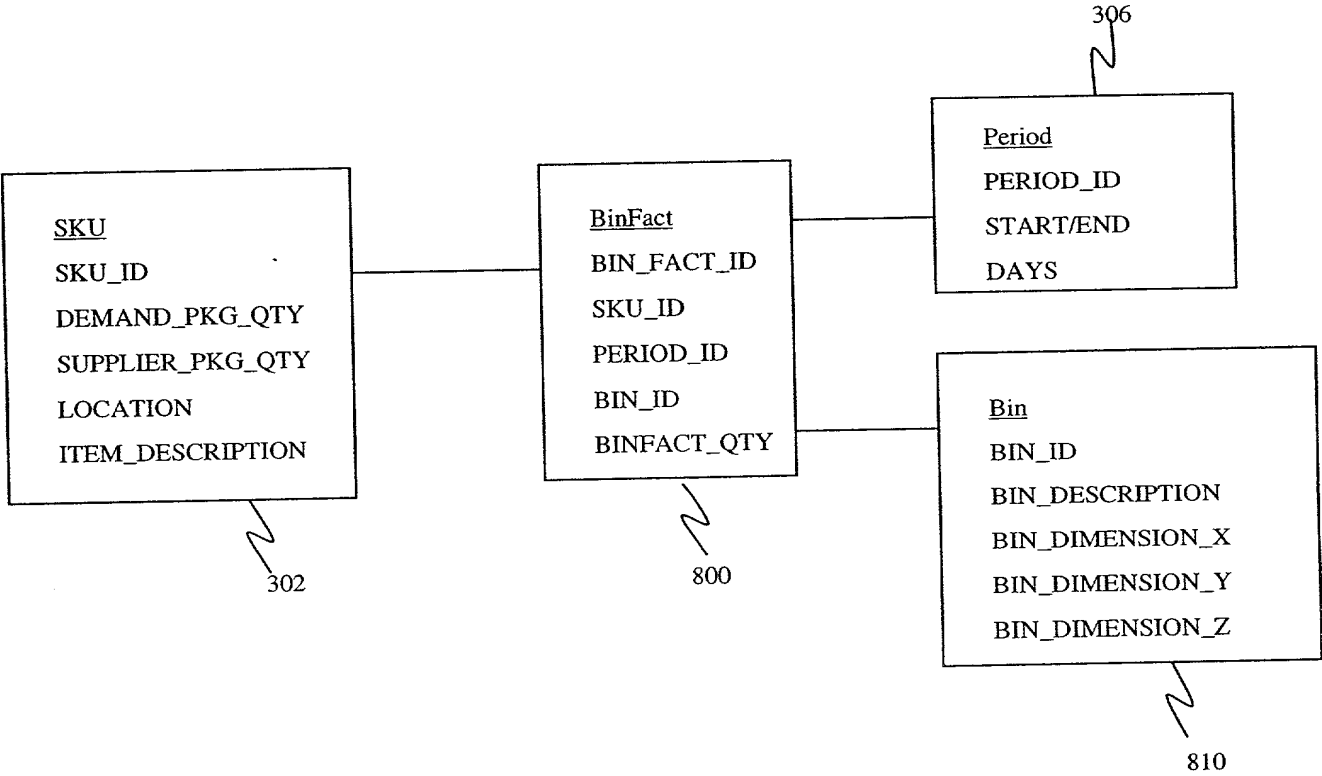 306
Period
PERIOD_ID
START/END
DAYS
SKU
SKU_ID
DEMAND_PKG_QTY
SUPPLIER_PKG_QTY
LOCATION
ITEM_DESCRIPTION
302
BinFact
BIN_FACT_ID
SKU_ID
PERIOD_ID
BIN_ID
BINFACT_QTY
800
Bin
BIN_ID
BIN_DESCRIPTION
BIN_DIMENSION_X
BIN_DIMENSION_Y
BIN_DIMENSION_Z
810